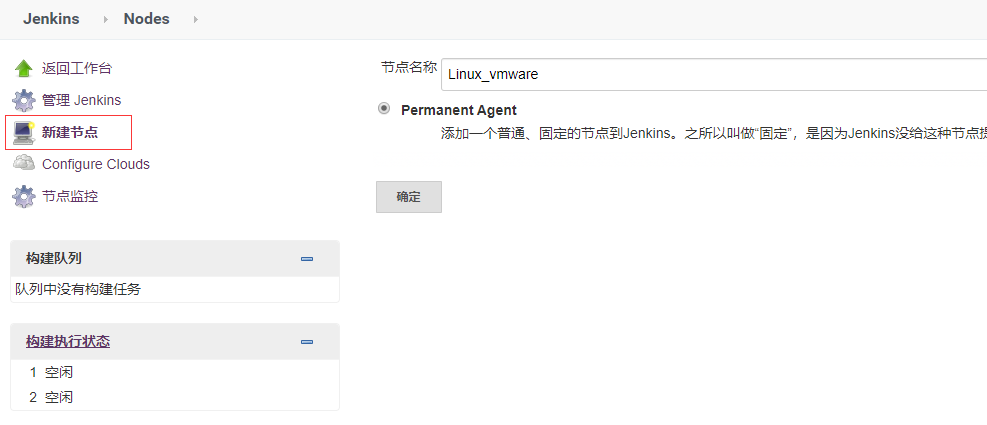 Jenkins Nodes
返回工作台
管理 Jenkins
新建节点
Configure Clouds
节点监控
构建队列
队列中没有构建任务
构建执行状态
1 空闲
2 空闲
节点名称 Linux_vmware
Permanent Agent
添加一个普通、固定的节点到Jenkins。之所以叫做“固定”，是因为Jenkins没给这种节点提
确定